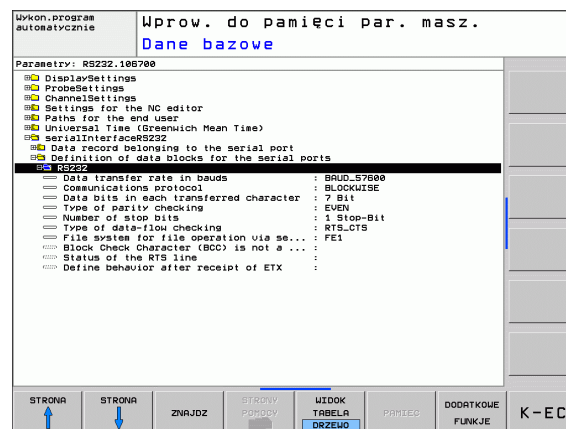 Wykon.program
automatycznie
Wprow. do pamięci par. masz.
Dane bazowe
Parametry: RS232.106700
DisplaySettings
ProbeSettings
ChannelSettings
Settings for the NC editor
Paths for the end user
Universal Time (Greenwich Mean Time)
serialInterfaceRS232
Data record belonging to the serial port
Definition of data blocks for the serial ports
RS232
Data transfer rate in bauds : BAUD_57600
Communications protocol : BLOCKWISE
Data bits in each transferred character : 7 Bit
Type of parity checking : EVEN
Number of stop bits : 1 Stop-Bit
Type of data-flow checking : RTS_CTS
File system for file operation via se... : FE1
Block Check Character (BCC) is not a ... :
Status of the RTS line :
Define behavior after receipt of ETX :
STRONA
STRONA
ZNAJDZ
STRONY
POMOCY
WIDOK
TABELA
DRZEWO
PAMIEC
DODATKOWE
FUNKJE
K-EC